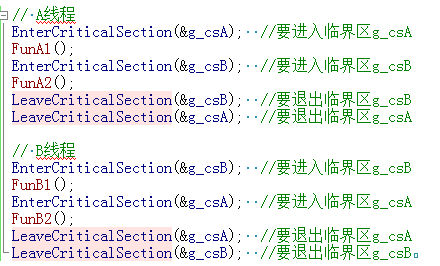 // A线程
EnterCriticalSection(&g_csA); //要进入临界区g_csA
FunA1();
EnterCriticalSection(&g_csB); //要进入临界区g_csB
FunA2();
LeaveCriticalSection(&g_csB); //要退出临界区g_csB
LeaveCriticalSection(&g_csA); //要退出临界区g_csA
// B线程
EnterCriticalSection(&g_csB); //要进入临界区g_csB
FunB1();
EnterCriticalSection(&g_csA); //要进入临界区g_csA
FunB2();
LeaveCriticalSection(&g_csA); //要退出临界区g_csA
LeaveCriticalSection(&g_csB); //要退出临界区g_csB。